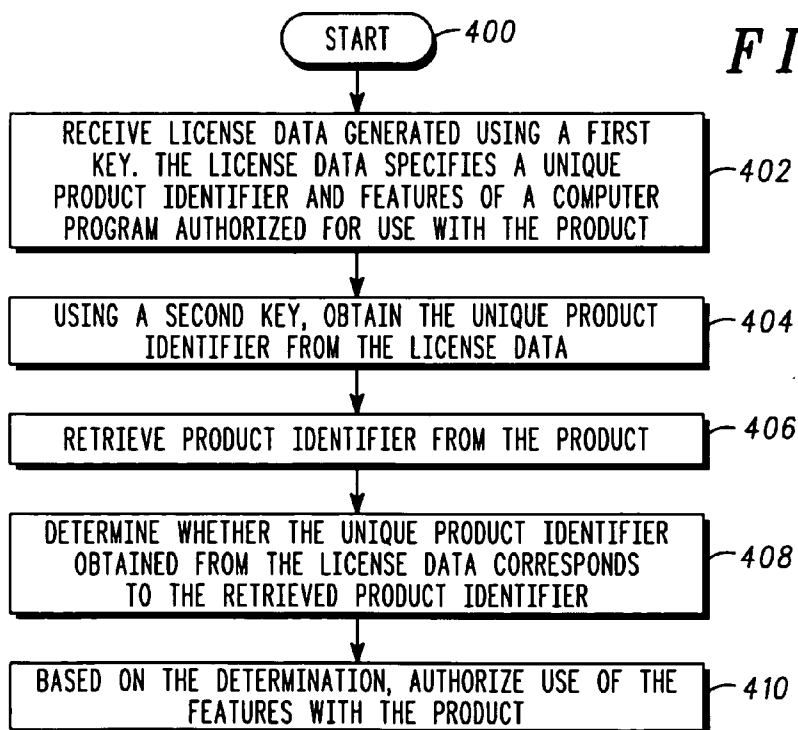 START
400
F I
RECEIVE LICENSE DATA GENERATED USING A FIRST
KEY. THE LICENSE DATA SPECIFIES A UNIQUE
PRODUCT IDENTIFIER AND FEATURES OF A COMPUTER
PROGRAM AUTHORIZED FOR USE WITH THE PRODUCT
402
USING A SECOND KEY, OBTAIN THE UNIQUE PRODUCT
IDENTIFIER FROM THE LICENSE DATA
404
RETRIEVE PRODUCT IDENTIFIER FROM THE PRODUCT
406
DETERMINE WHETHER THE UNIQUE PRODUCT IDENTIFIER
OBTAINED FROM THE LICENSE DATA CORRESPONDS
TO THE RETRIEVED PRODUCT IDENTIFIER
408
BASED ON THE DETERMINATION, AUTHORIZE USE OF THE
FEATURES WITH THE PRODUCT
410